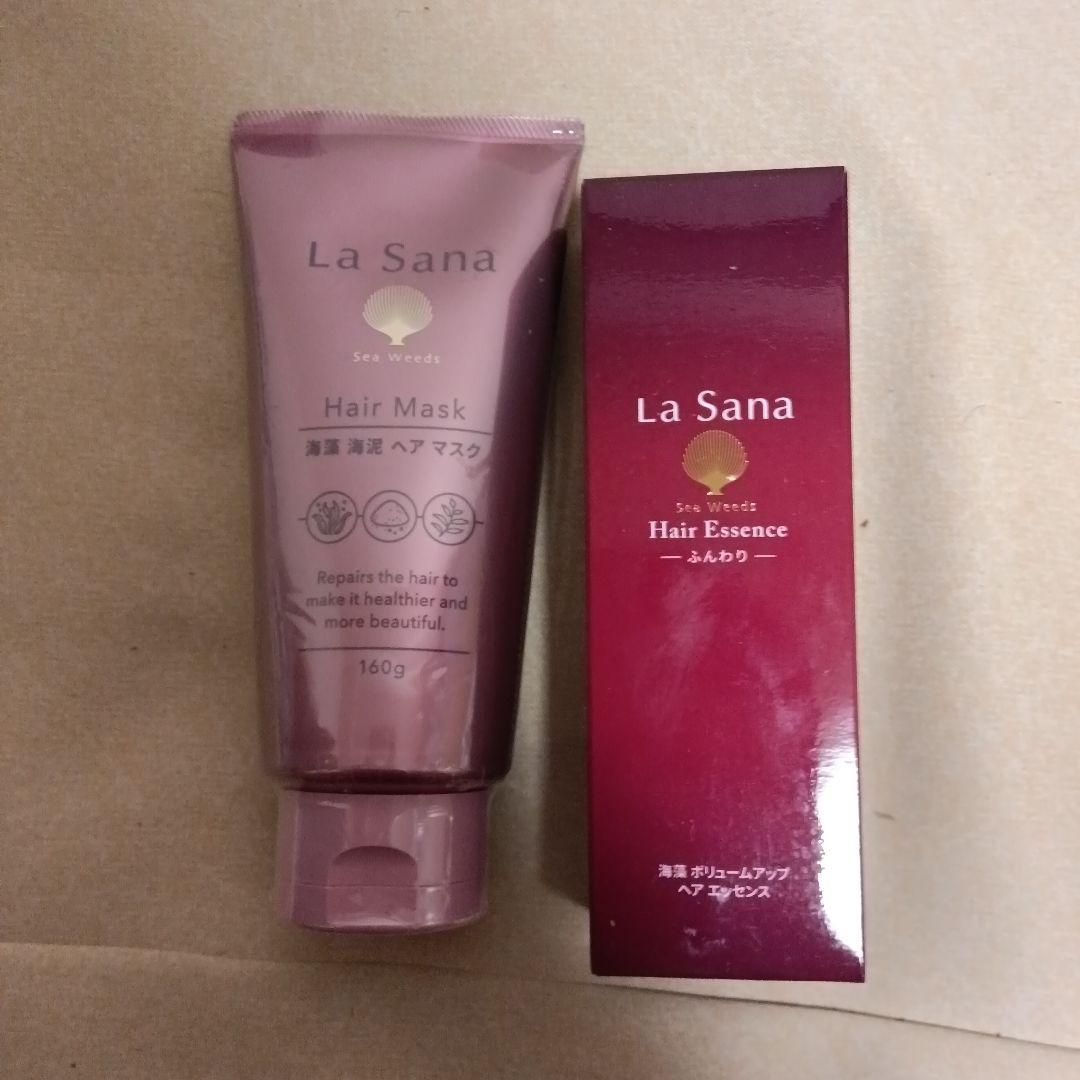 La Sana
Sea Weeds
Hair Mask
海藻 海泥 ヘア マスク
Repairs the hair to
make it healthier and
more beautiful.
160g
La Sana
Sea Weeds
Hair Essence
ふんわり
海藻 ボリュームアップ
ヘア エッセンス